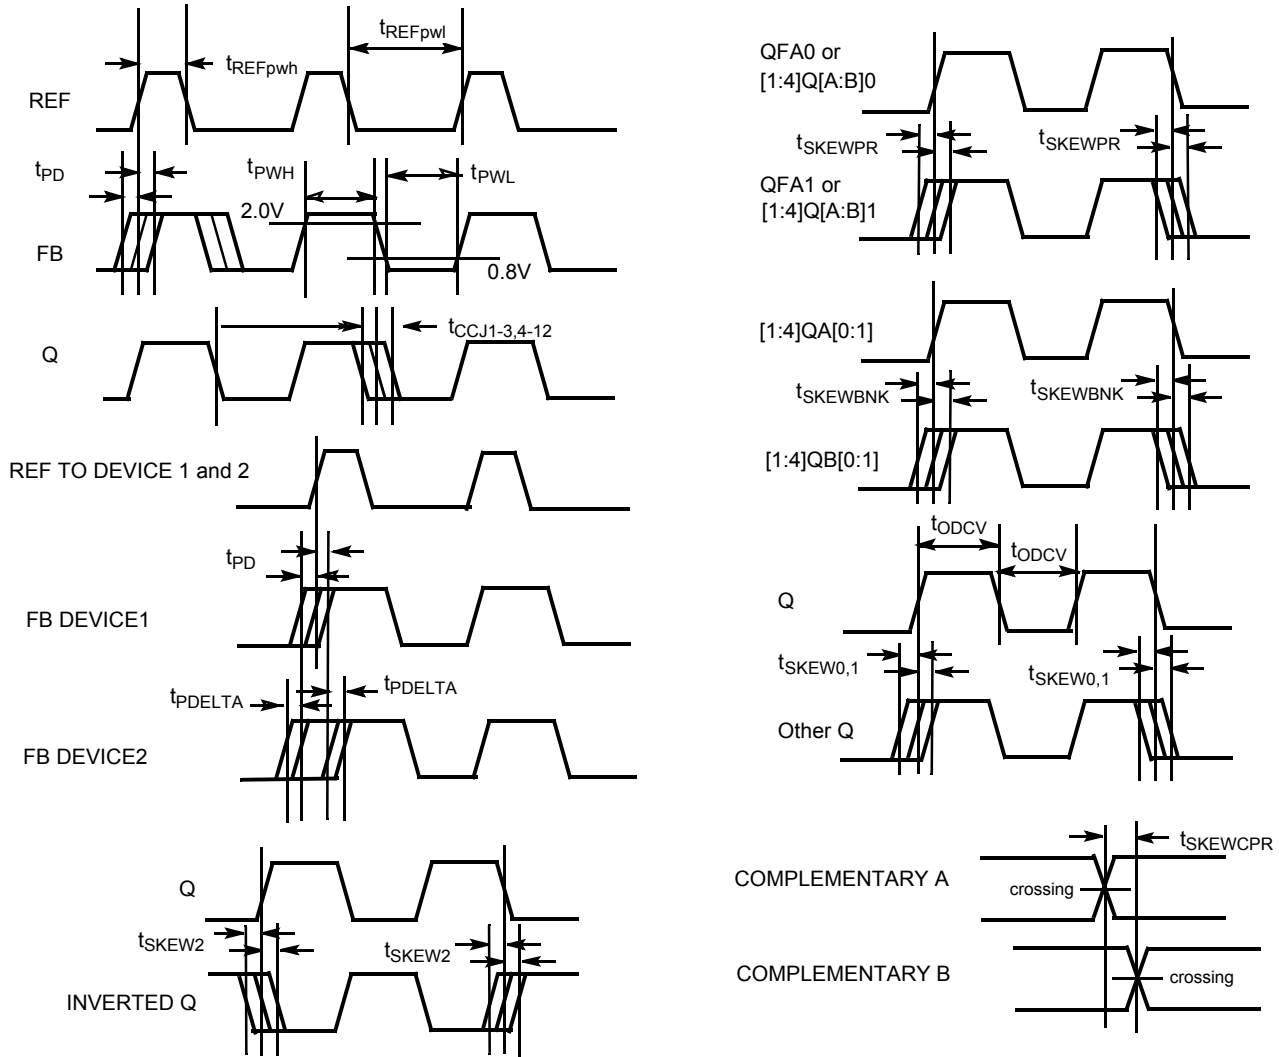 tREFpwh
tREFpwl
REF
tPD
tPWH
tPWL
2.0V
FB
0.8V
Q
tCCJ1-3,4-12
REF TO DEVICE 1 and 2
tPD
FB DEVICE1
tPDELTA
tPDELTA
FB DEVICE2
Q
tSKEW2
tSKEW2
INVERTED Q
QFA0 or
[1:4]Q[A:B]0
tSKEWPR
tSKEWPR
QFA1 or
[1:4]Q[A:B]1
[1:4]QA[0:1]
tSKEWBNK
tSKEWBNK
[1:4]QB[0:1]
tODCV
tODCV
Q
tSKEW0,1
tSKEW0,1
Other Q
tSKEWCPR
COMPLEMENTARY A
crossing
COMPLEMENTARY B
crossing